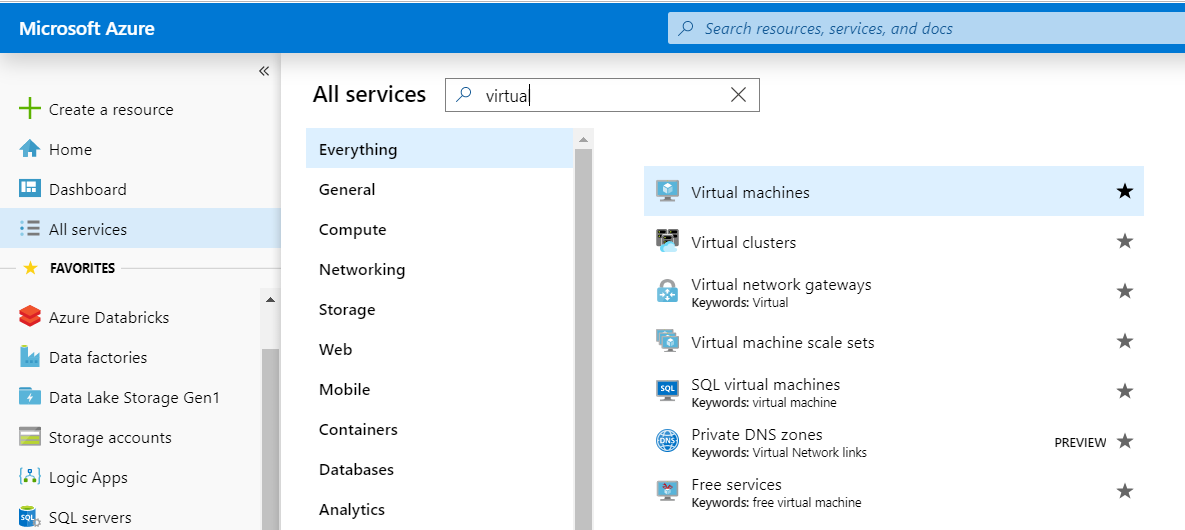 Microsoft Azure
Search resources, services, and docs
«
Create a resource
Home
Dashboard
All services
FAVORITES
Azure Databricks
Data factories
Data Lake Storage Gen1
Storage accounts
Logic Apps
SQL servers
All services
virtual
Everything
General
Compute
Networking
Storage
Web
Mobile
Containers
Databases
Analytics
Virtual machines
Virtual clusters
Virtual network gateways
Keywords: Virtual
Virtual machine scale sets
SQL
SQL virtual machines
Keywords: virtual machine
DNS
Private DNS zones
Keywords: Virtual Network links
PREVIEW
Free services
Keywords: free virtual machine